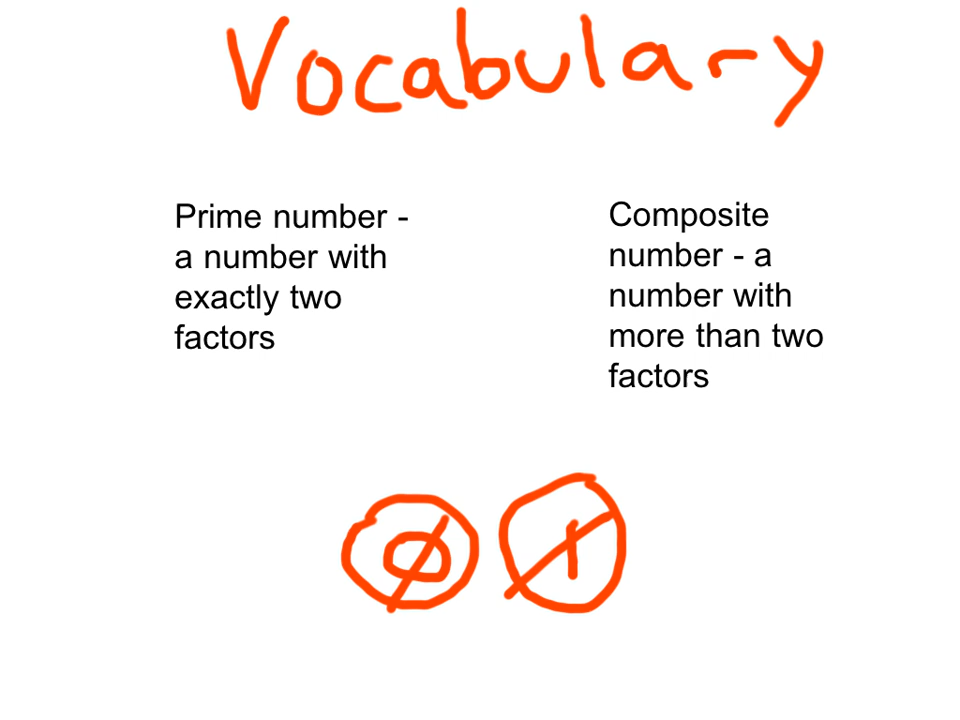 Vocabulary
Prime number -
a number with
exactly two
factors
Composite
number - a
number with
more than two
factors
0 1